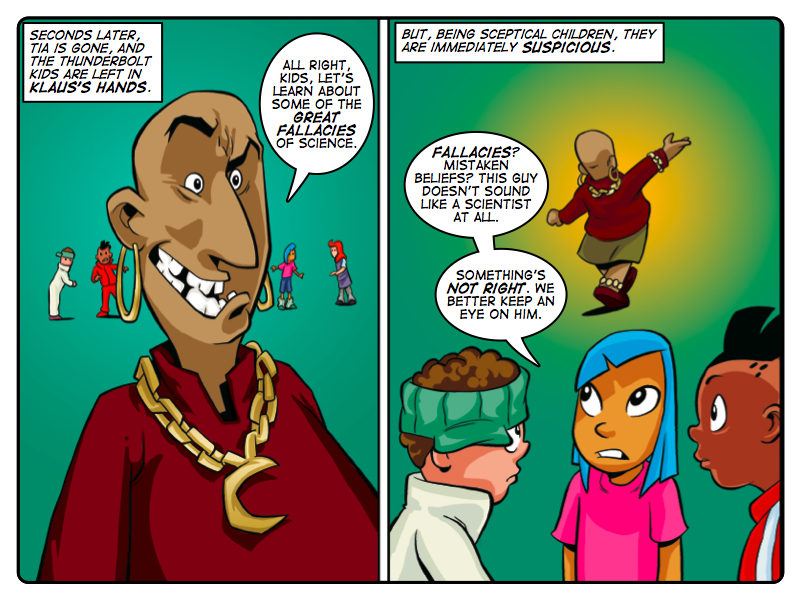 SECONDS LATER,
TIA IS GONE, AND
THE THUNDERBOLT
KIDS ARE LEFT IN
KLAUS'S HANDS.
ALL RIGHT,
KIDS, LET'S
LEARN ABOUT
SOME OF THE
GREAT
FALLACIES
OF SCIENCE.
BUT, BEING SCEPTICAL CHILDREN, THEY
ARE IMMEDIATELY SUSPICIOUS.
FALLACIES?
MISTAKEN
BELIEFS? THIS GUY
DOESN'T SOUND
LIKE A SCIENTIST
AT ALL.
SOMETHING'S
NOT RIGHT. WE
BETTER KEEP AN
EYE ON HIM.